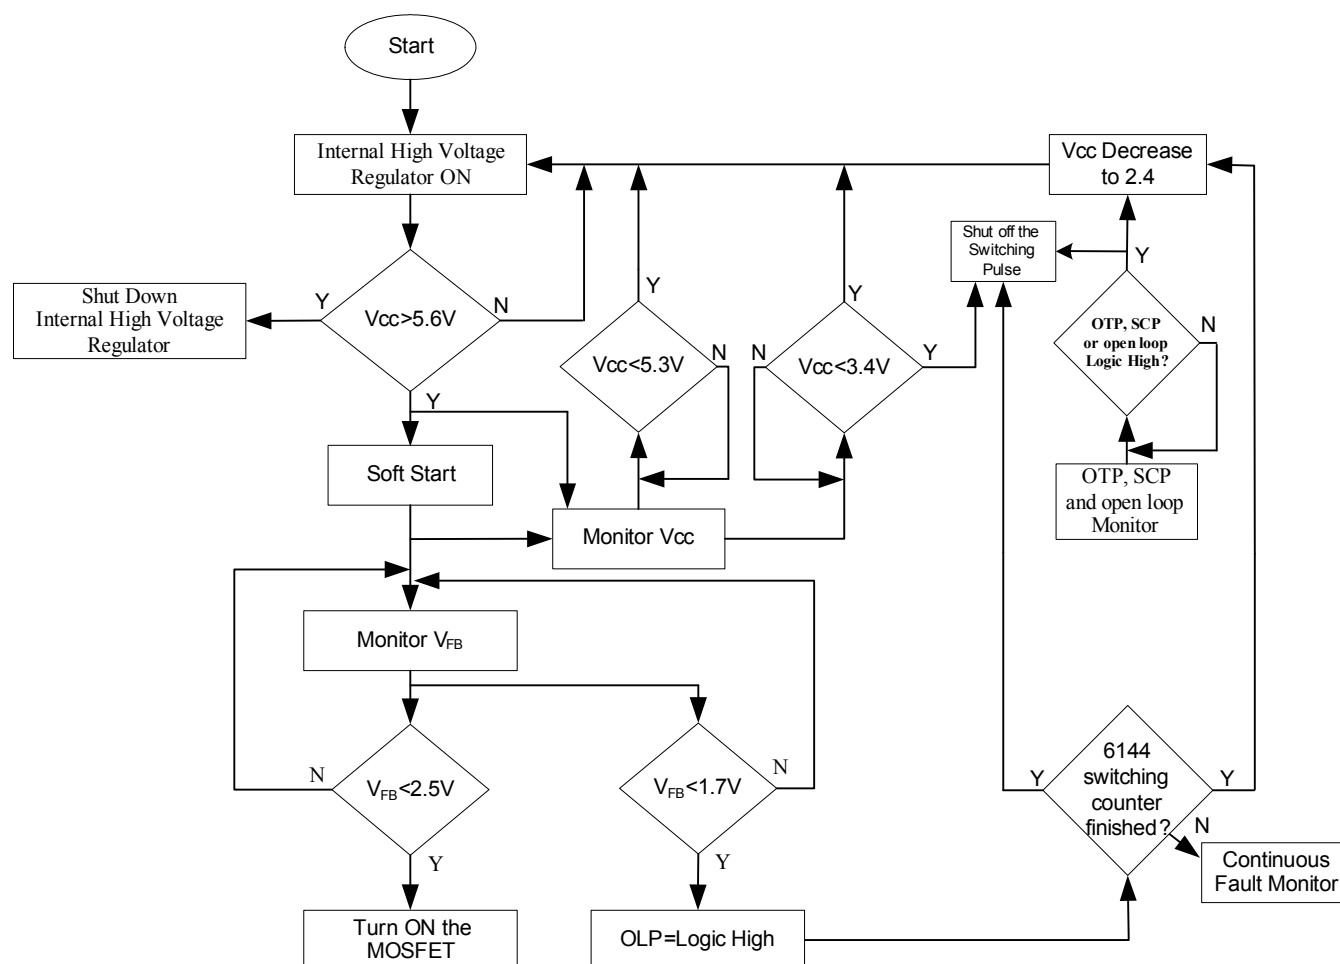 Start
Internal High Voltage
Regulator ON
Vcc Decrease
to 2.4
Shut off the
Switching
Pulse
Y
Shut Down
Internal High Voltage
Regulator
Y
Vcc>5.6V
N
Y
Vcc<5.3V
N
Y
N
Vcc<3.4V
Y
OTP, SCP
or open loop
Logic High?
N
Y
Soft Start
Monitor Vcc
OTP, SCP
and open loop
Monitor
Monitor VFB
N
VFB<2.5V
Y
VFB<1.7V
N
Y
Y
6144
switching
counter
finished?
Y
N
Continuous
Fault Monitor
Turn ON the
MOSFET
OLP=Logic High